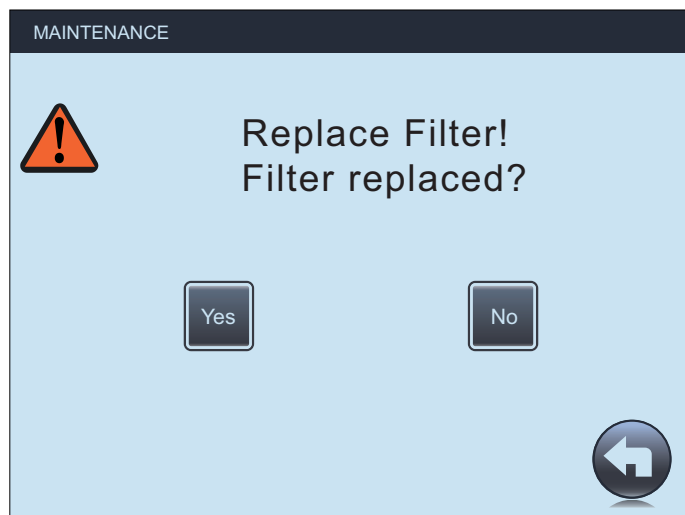 MAINTENANCE
Replace Filter!
Filter replaced?
Yes
No